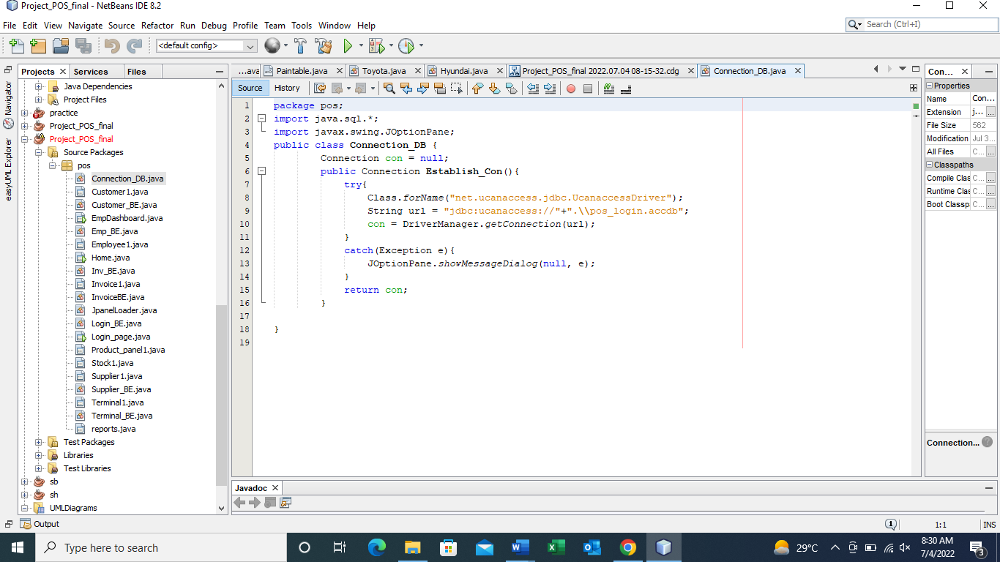 Project_POS_final - NetBeans IDE 8.2
File Edit View Navigate Source Refactor Run Debug Profile Team Tools Window Help
Search (Ctrl+I)
<default config>
Projects Services Files
Navigator
easyUML Explorer
Java Dependencies
Project Files
practice
Project_POS_final
Project_POS_final
Source Packages
pos
Connection_DB.java
Customer1.java
Customer_BE.java
EmpDashboard.java
Emp_BE.java
Employee1.java
Home.java
Inv_BE.java
Invoice1.java
InvoiceBE.java
JpanelLoader.java
Login_BE.java
Login_page.java
Product_panel1.java
Stock1.java
Supplier1.java
Supplier_BE.java
Terminal1.java
Terminal_BE.java
reports.java
Test Packages
Libraries
Test Libraries
sb
sh
UMLDiagrams
...ava Paintable.java Toyota.java Hyundai.java Project_POS_final 2022.07.04 08-15-32.cdg Connection_DB.java
Source History
1 package pos;
2 import java.sql.*;
3 import javax.swing.JOptionPane;
4 public class Connection_DB {
5 Connection con = null;
6 public Connection Establish_Con(){
7 try{
8 Class.forName("net.ucanaccess.jdbc.UcanaccessDriver");
9 String url = "jdbc:ucanaccess://"+".\\pos_login.accdb";
10 con = DriverManager.getConnection(url);
11 }
12 catch(Exception e){
13 JOptionPane.showMessageDialog(null, e);
14 }
15 return con;
16 }
17
18 }
19
Javadoc
Con...
Properties
Name Con...
Extension j...
File Size 562
Modification Jul 3...
All Files C...
Classpaths
Compile Clas C...
Runtime Clas C...
Boot Classp C...
Connection...
Output
1 1:1 INS
Type here to search
29°C
8:30 AM
7/4/2022
3